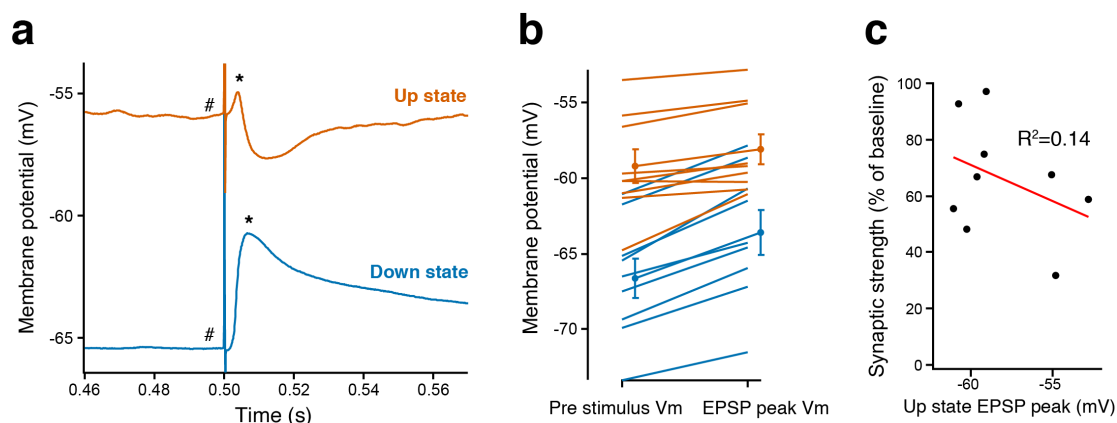 a
-55
-60
-65
Membrane potential (mV)
#
*
Up state
*
Down state
#
0.46
0.48
0.50
0.52
0.54
0.56
Time (s)
b
-55
-60
-65
-70
Membrane potential (mV)
Pre stimulus Vm
EPSP peak Vm
c
100
80
60
40
20
0
Synaptic strength (% of baseline)
R²=0.14
-60
-55
Up state EPSP peak (mV)